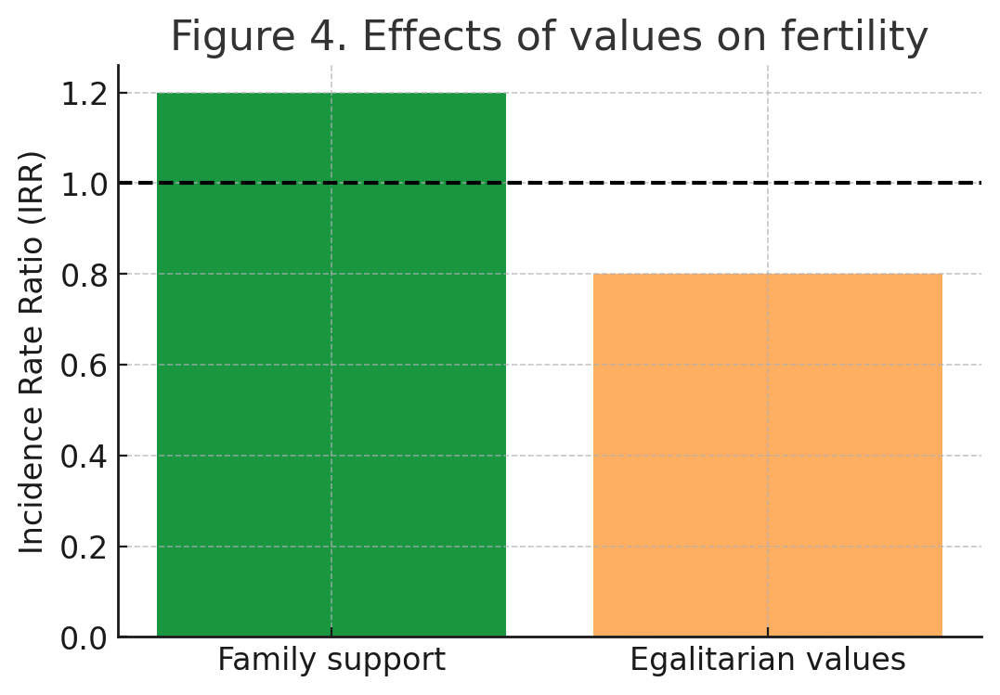 Figure 4. Effects of values on fertility
Incidence Rate Ratio (IRR)
1.2
1.0
0.8
0.6
0.4
0.2
0.0
Family support
Egalitarian values